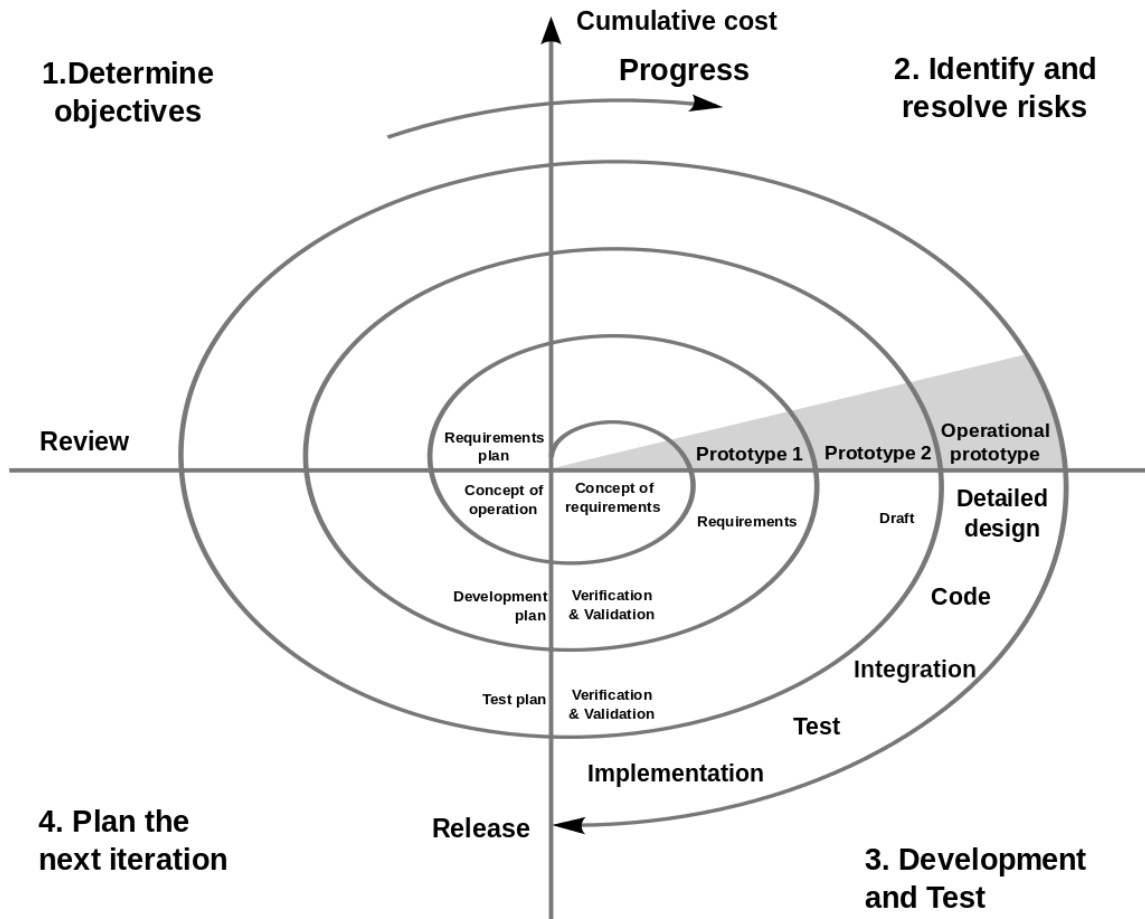 Cumulative cost
1.Determine
objectives
Progress
2. Identify and
resolve risks
Review
Requirements
plan
Prototype 1
Prototype 2
Operational
prototype
Concept of
operation
Concept of
requirements
Requirements
Draft
Detailed
design
Development
plan
Verification
& Validation
Code
Integration
Test plan
Verification
& Validation
Test
Implementation
Release
4. Plan the
next iteration
3. Development
and Test